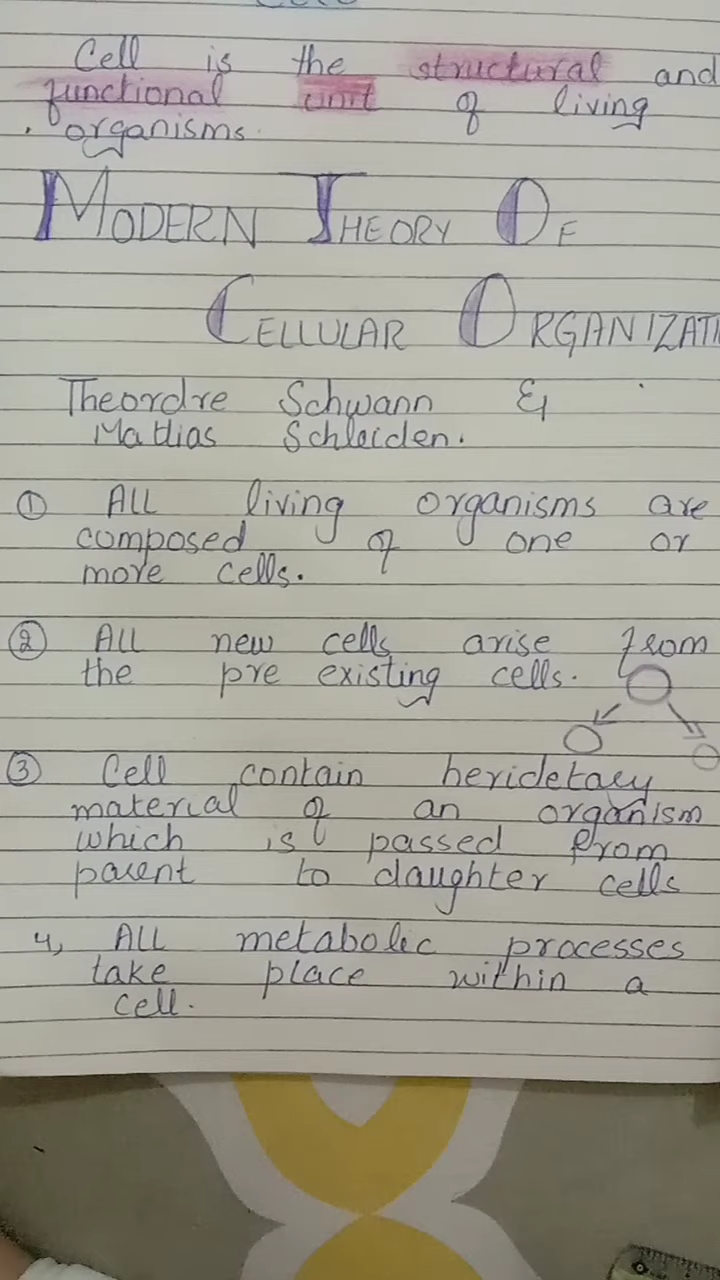 Cell is the structural and
functional unit of living
organisms.
MODERN THEORY OF
CELLULAR ORGANIZATI
Theordre Schwann &
Matlias Schleiden.
① All living organisms are
composed of one or
more cells.
② All new cells arise from
the pre existing cells.
③ Cell contain heridetary
material of an organism
which is passed from
parent to daughter cells
4, All metabolic processes
take place within a
cell.